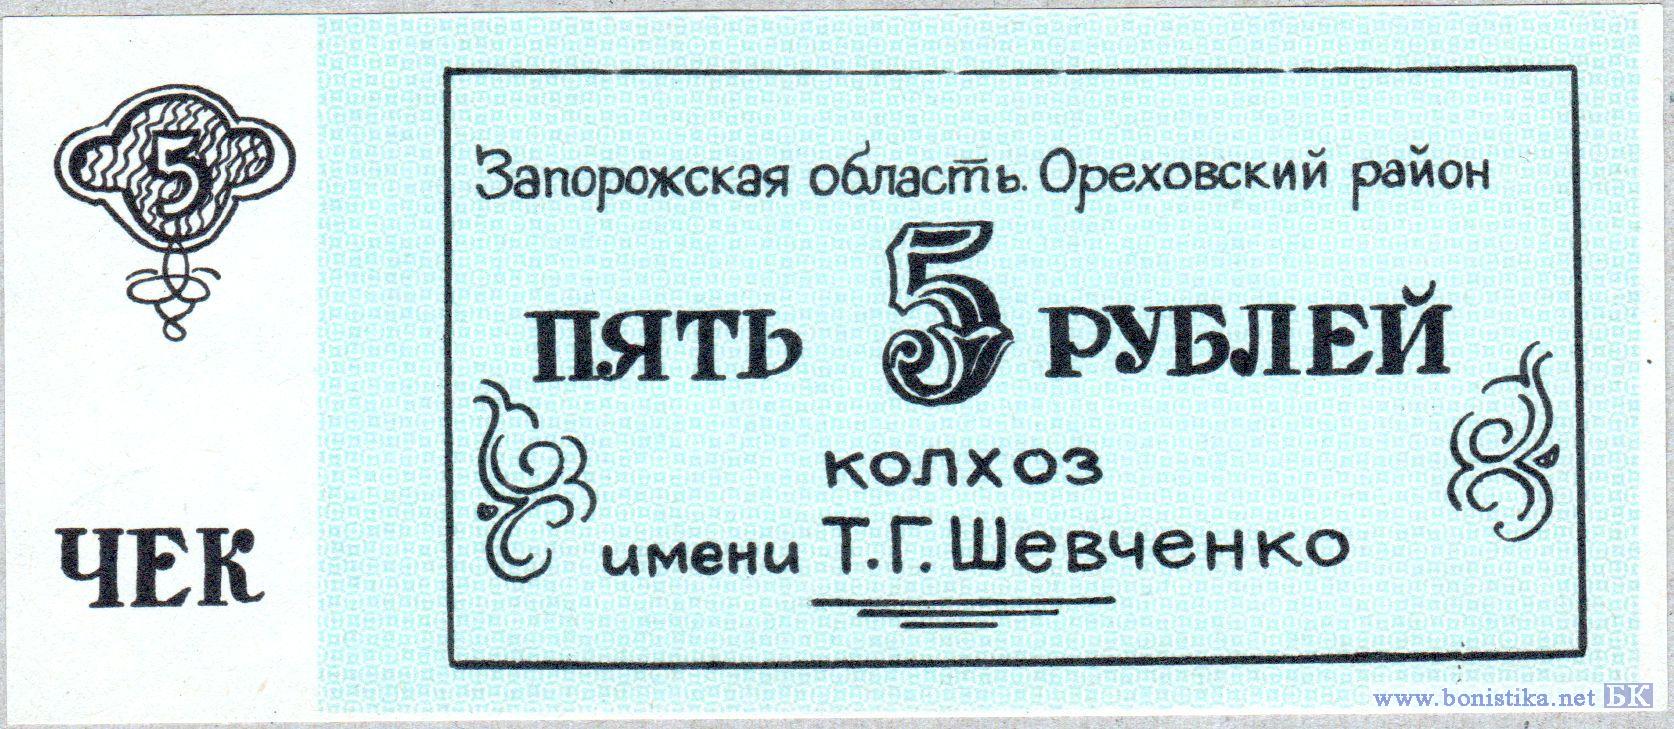 5
ЧЕК
Запорожская область. Ореховский район
ПЯТЬ 5 РУБЛЕЙ
колхоз
имени Т.Г. Шевченко
www.bonistika.net БК